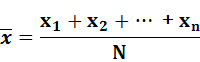 x̅ = x₁ + x₂ + ⋯ + xₙ
N